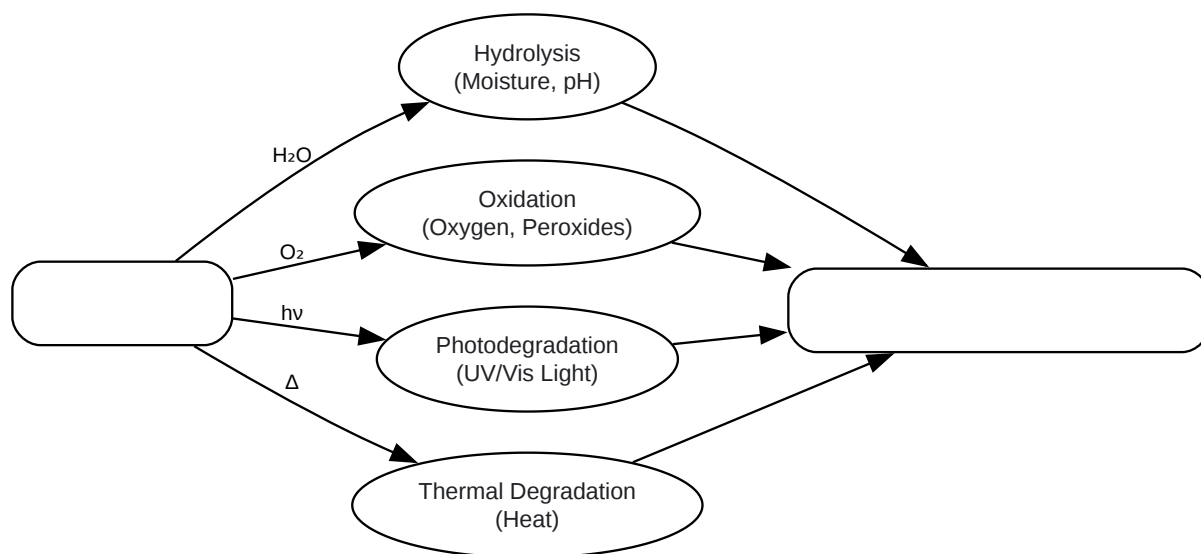 Hydrolysis
(Moisture, pH)
H₂O
Oxidation
(Oxygen, Peroxides)
O₂
hν
Photodegradation
(UV/Vis Light)
Δ
Thermal Degradation
(Heat)